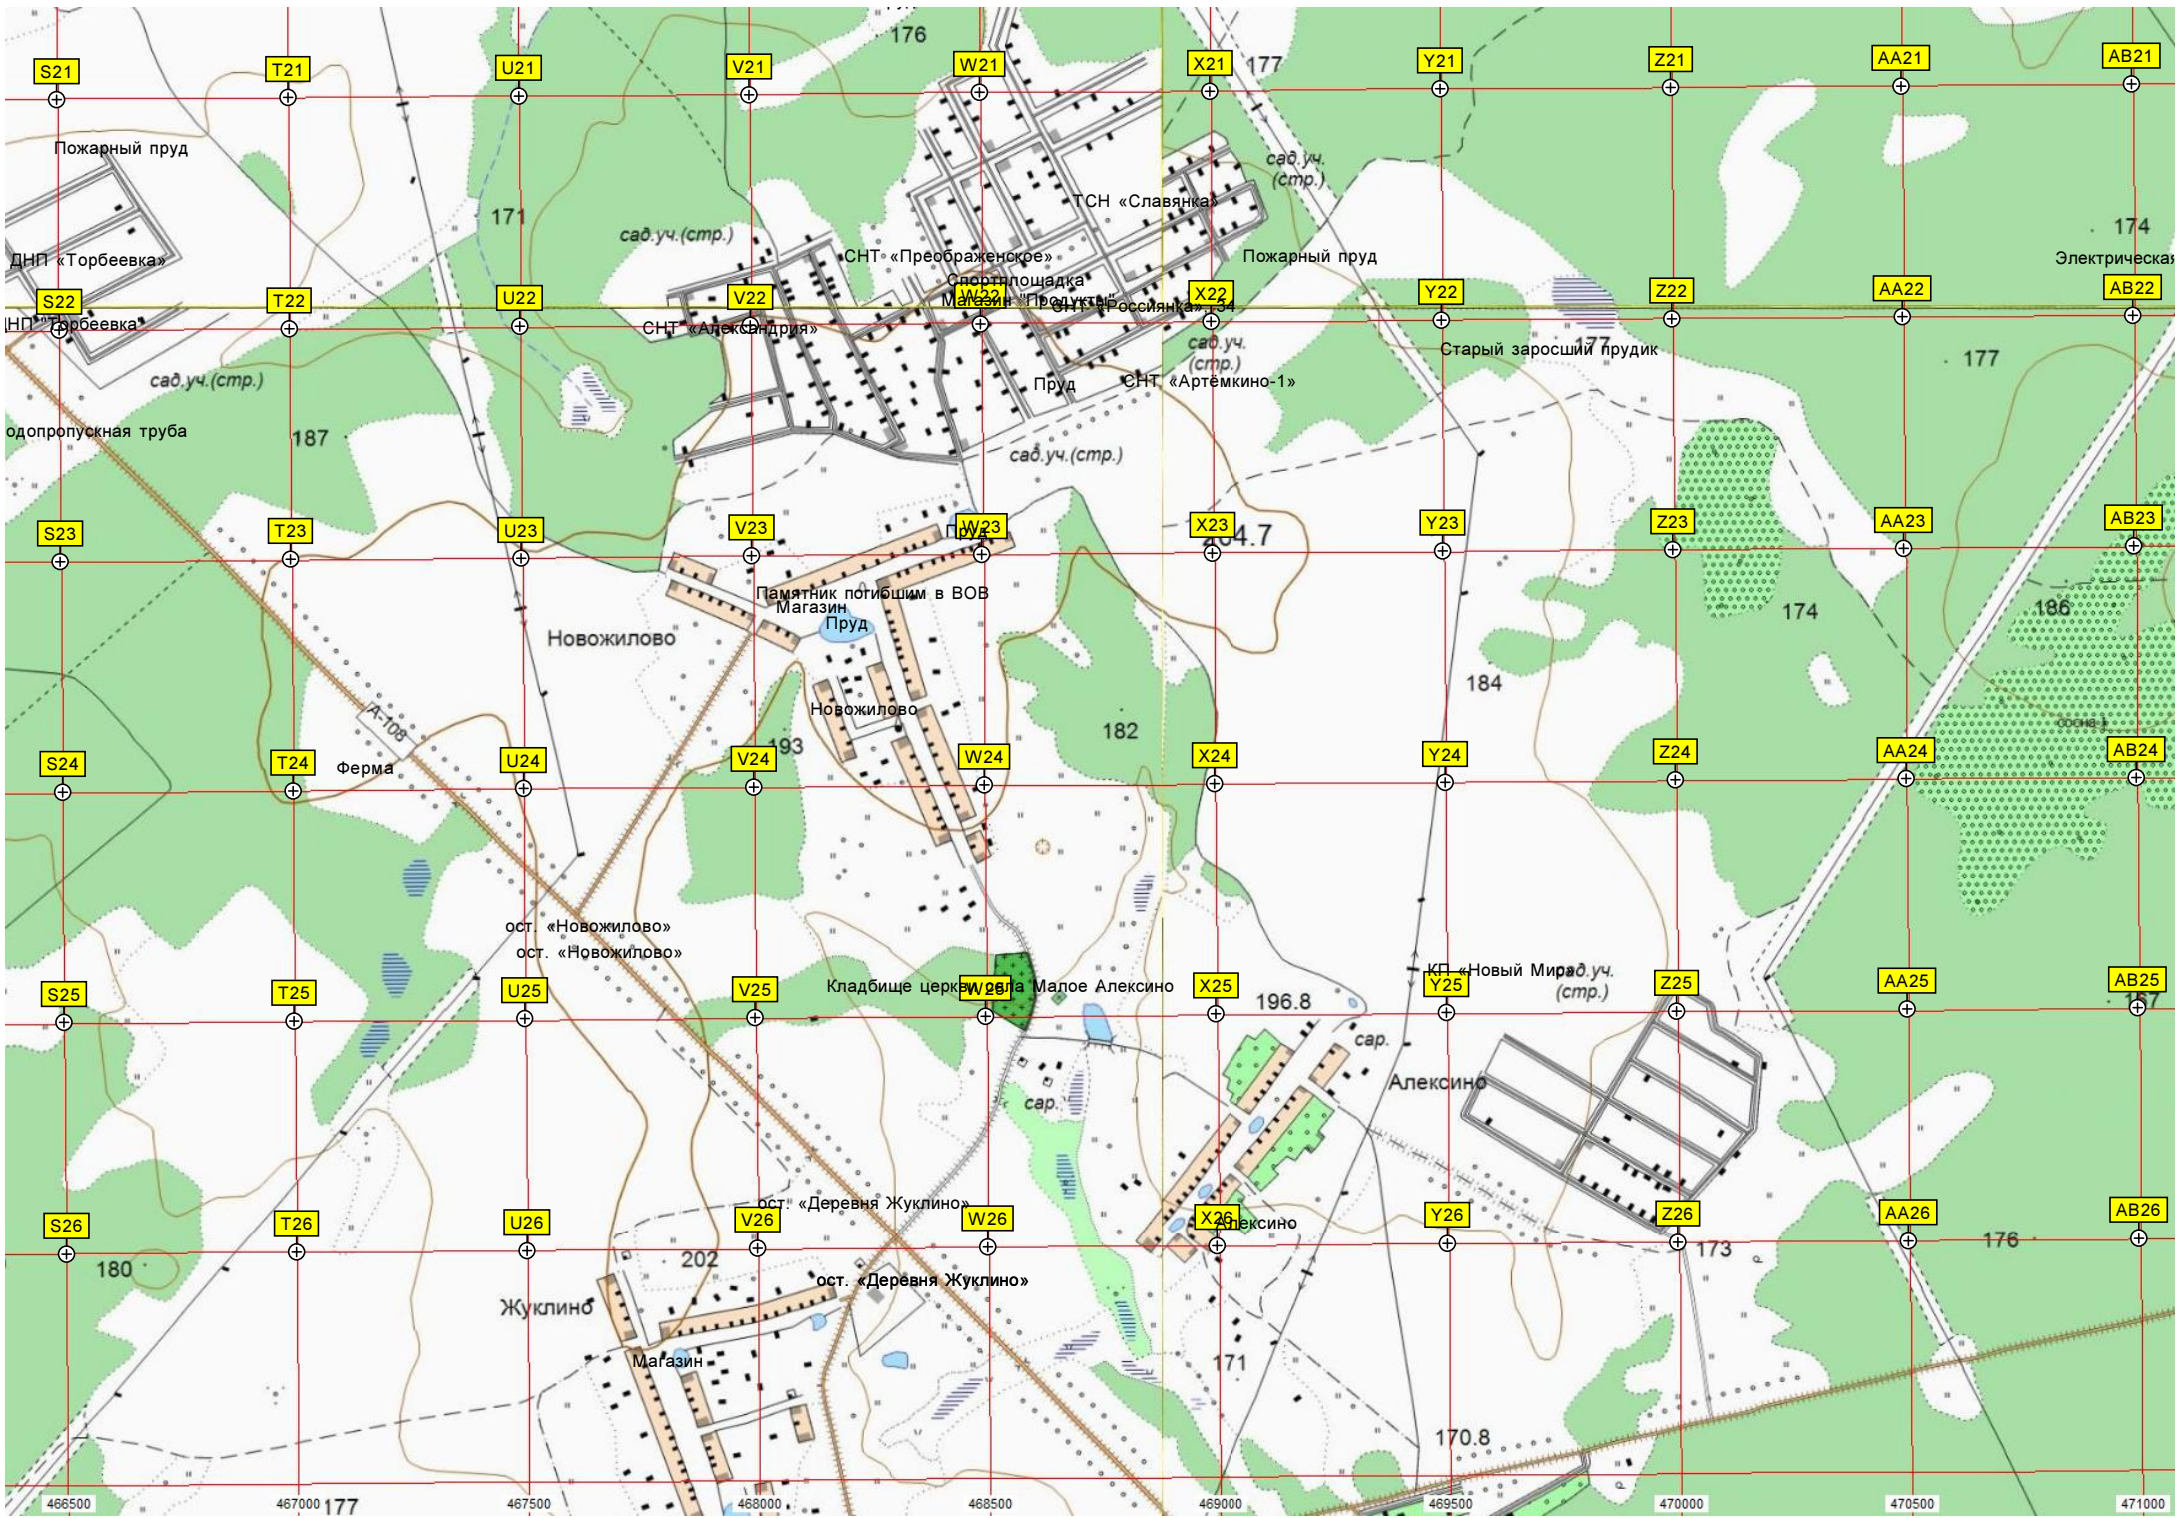 176
S21
T21
U21
V21
W21
X21
177
Y21
Z21
AA21
AB21
Пожарный пруд
сад.уч.
(стр.)
171
ТСН «Славянка»
174
сад.уч.(стр.)
ДНП «Торбеевка»
СНТ «Преображенское»
Пожарный пруд
Электрическая
Спортплощадка
S22
T22
U22
V22
W22
X22
Y22
Z22
AA22
AB22
Магазин "Продукты"
СНТ «Россиянка», 34
НП "Торбеевка"
СНТ «Александрия»
сад.уч.
(стр.)
177
Старый заросший прудик
177
сад.уч.(стр.)
Пруд
СНТ «Артёмкино-1»
одопропускная труба
187
сад.уч.(стр.)
S23
T23
U23
V23
W23
Пруд
X23
204.7
Y23
Z23
AA23
AB23
Памятник погибшим в ВОВ
Магазин
Пруд
174
186
Новожилово
184
Новожилово
А-108
182
193
сосна
S24
T24
U24
V24
W24
X24
Y24
Z24
AA24
AB24
Ферма
ост. «Новожилово»
ост. «Новожилово»
КП «Новый Мир»
сад.уч.
(стр.)
S25
T25
U25
V25
Кладбище церкви села Малое Алексино
W25
X25
196.8
Y25
Z25
AA25
AB25
167
сар.
Алексино
сар.
ост. «Деревня Жуклино»
S26
T26
U26
V26
W26
X26
Алексино
Y26
Z26
AA26
AB26
180
202
173
176
ост. «Деревня Жуклино»
Жуклино
Магазин
171
170.8
466500
467000
177
467500
468000
468500
469000
469500
470000
470500
471000